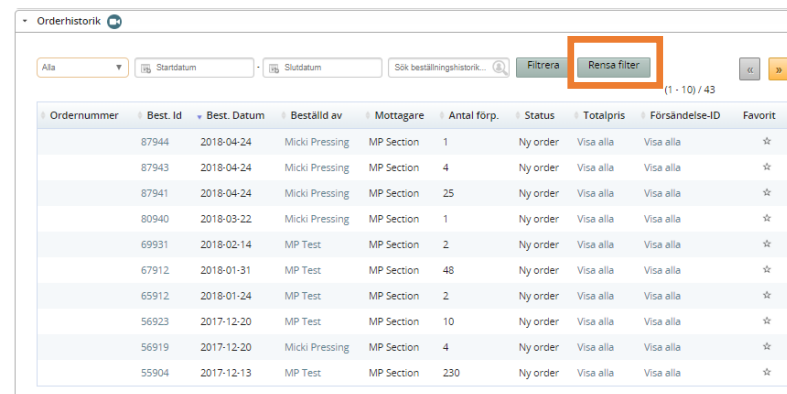 Orderhistorik
Alla Startdatum - Slutdatum Sök beställningshistorik... Filtrera Rensa filter « »
(1 - 10) / 43
Ordernummer Best. Id Best. Datum Beställd av Mottagare Antal förp. Status Totalpris Försändelse-ID Favorit
87944 2018-04-24 Micki Pressing MP Section 1 Ny order Visa alla Visa alla
87943 2018-04-24 Micki Pressing MP Section 4 Ny order Visa alla Visa alla
87941 2018-04-24 Micki Pressing MP Section 25 Ny order Visa alla Visa alla
80940 2018-03-22 Micki Pressing MP Section 1 Ny order Visa alla Visa alla
69931 2018-02-14 MP Test MP Section 2 Ny order Visa alla Visa alla
67912 2018-01-31 MP Test MP Section 48 Ny order Visa alla Visa alla
65912 2018-01-24 MP Test MP Section 2 Ny order Visa alla Visa alla
56923 2017-12-20 MP Test MP Section 10 Ny order Visa alla Visa alla
56919 2017-12-20 Micki Pressing MP Section 4 Ny order Visa alla Visa alla
55904 2017-12-13 MP Test MP Section 230 Ny order Visa alla Visa alla